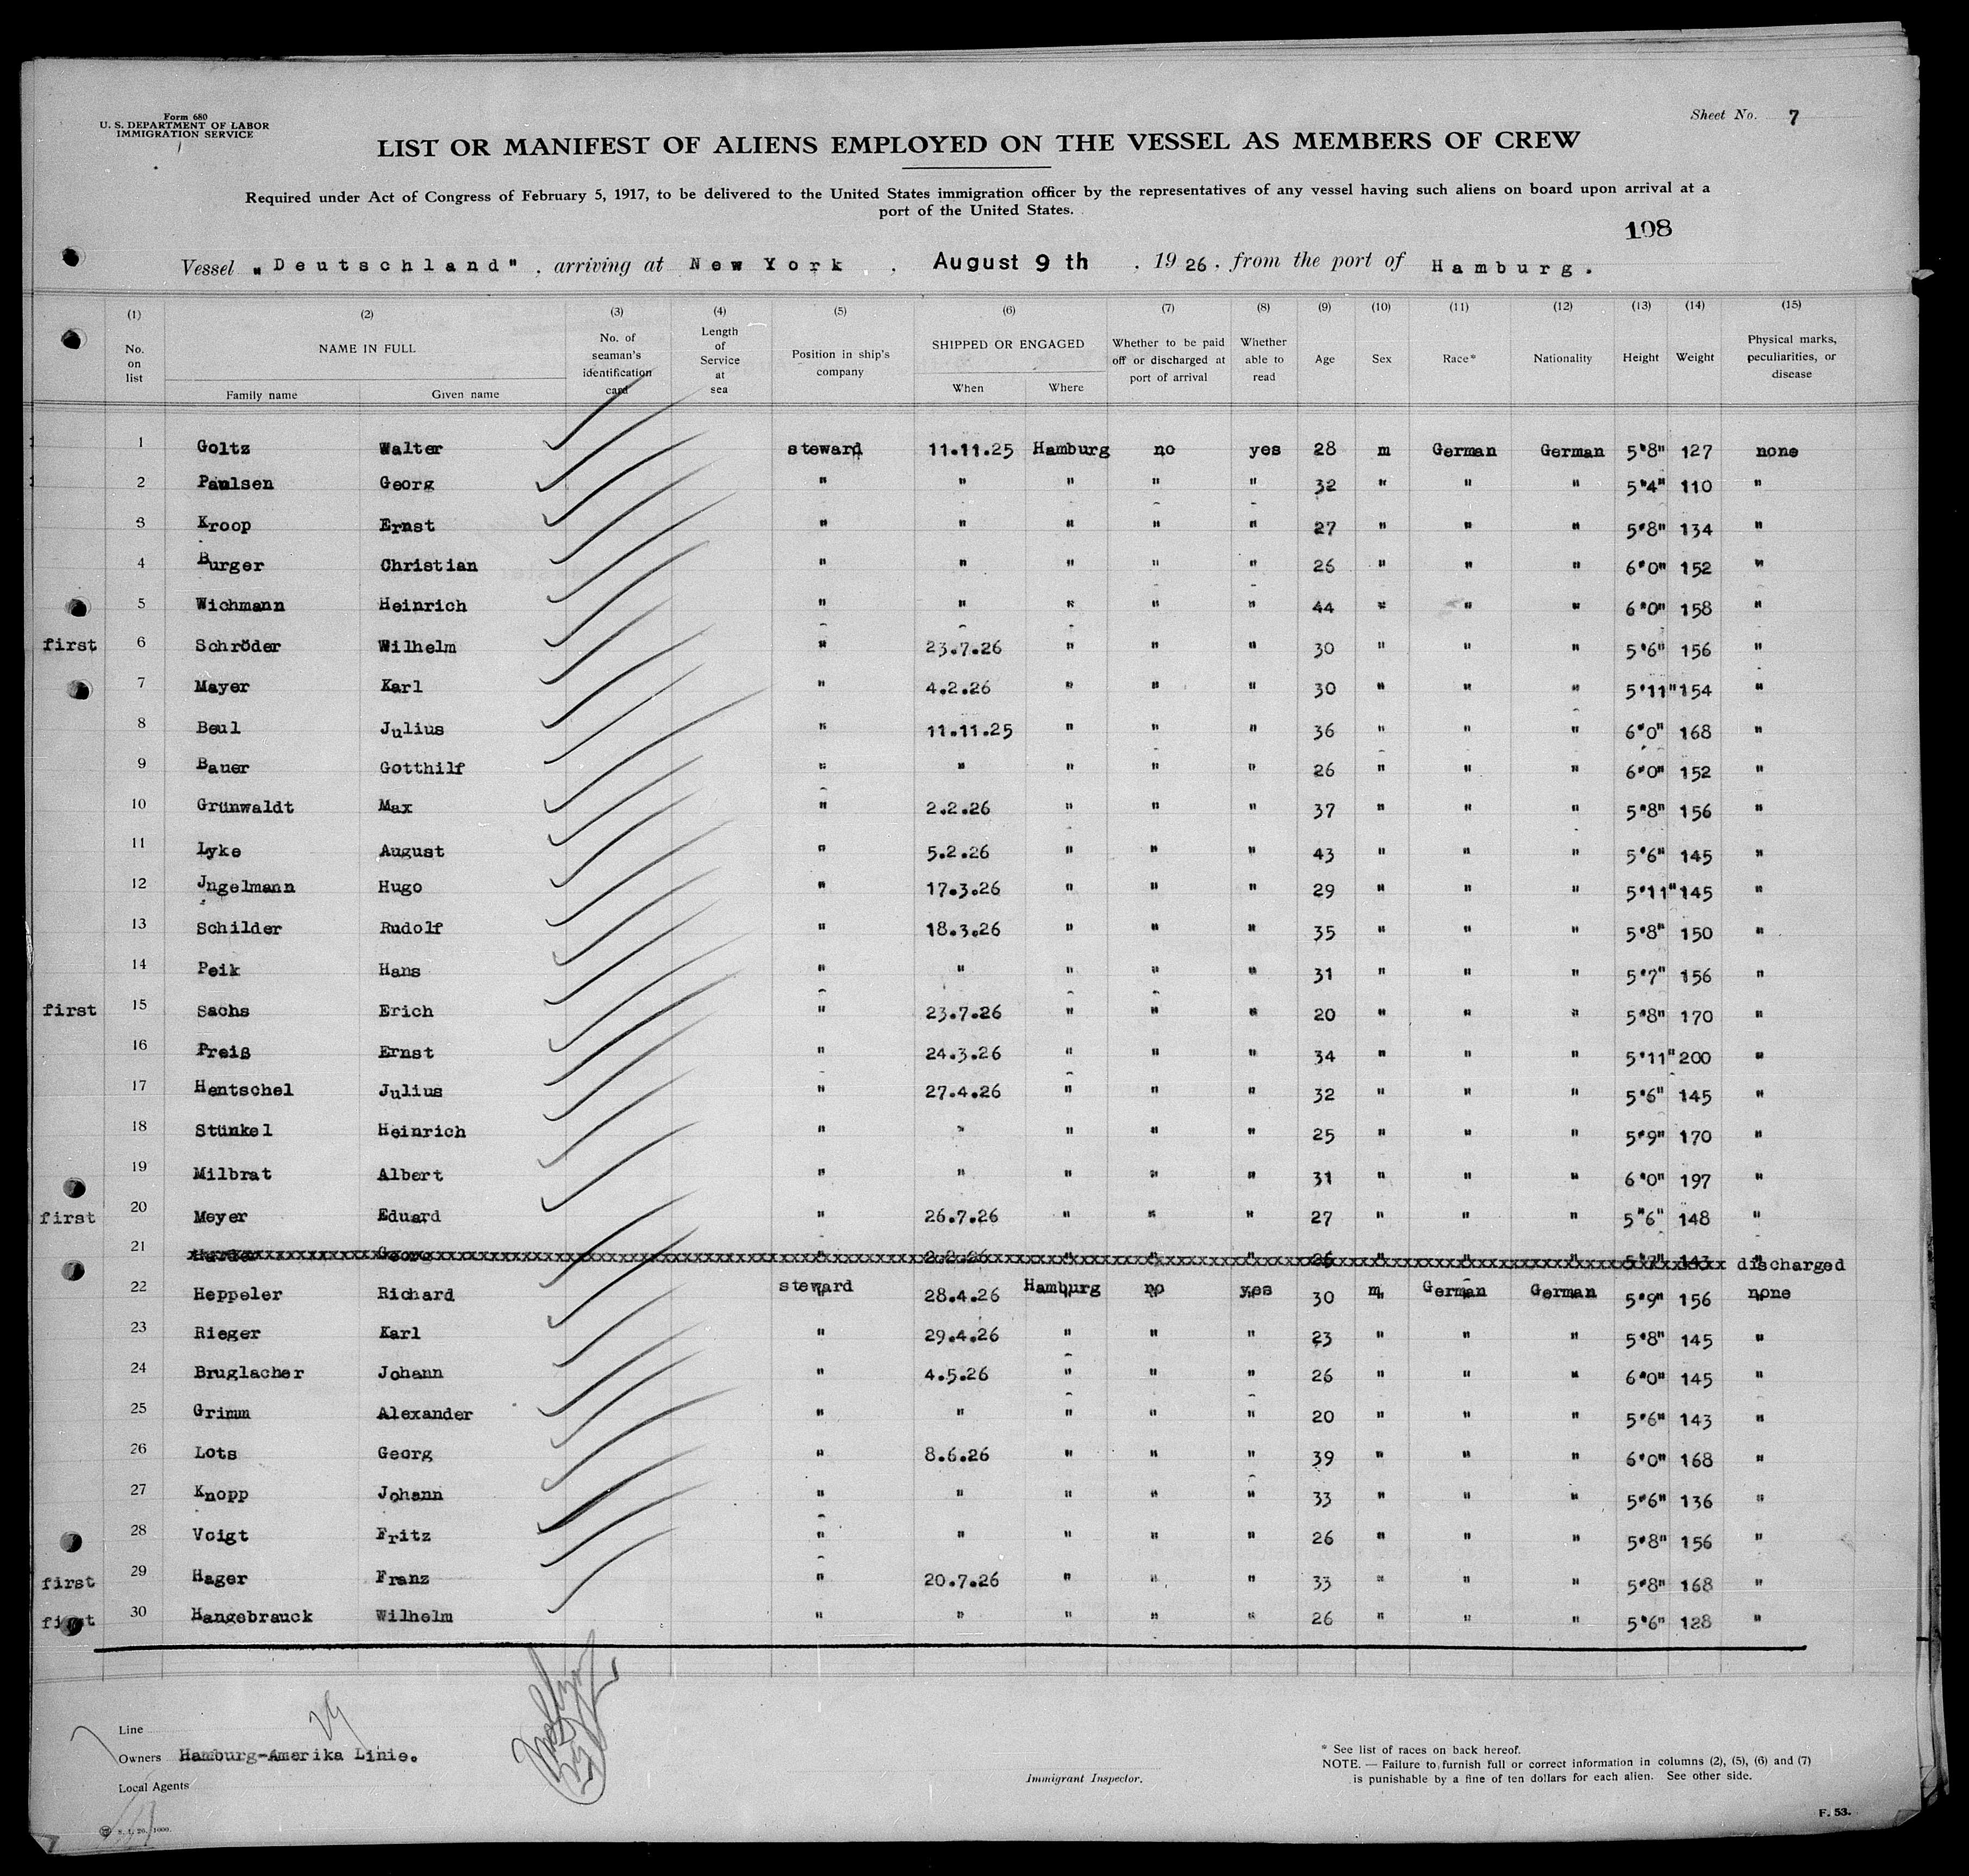 Form 680
U. S. DEPARTMENT OF LABOR
IMMIGRATION SERVICE
Sheet No. 7
LIST OR MANIFEST OF ALIENS EMPLOYED ON THE VESSEL AS MEMBERS OF CREW
Required under Act of Congress of February 5, 1917, to be delivered to the United States immigration officer by the representatives of any vessel having such aliens on board upon arrival at a
port of the United States.
108
Vessel "Deutschland", arriving at New York, August 9 th, 1926, from the port of Hamburg.
(1) (2) (3) (4) (5) (6) (7) (8) (9) (10) (11) (12) (13) (14) (15)
No. on list NAME IN FULL Family name Given name No. of seaman's identification card Length of Service at sea Position in ship's company SHIPPED OR ENGAGED When Where Whether to be paid off or discharged at port of arrival Whether able to read Age Sex Race* Nationality Height Weight Physical marks, peculiarities, or disease
1 Goltz Walter steward 11.11.25 Hamburg no yes 28 m German German 5'8" 127 none
2 Paulsen Georg " " " " " 32 " " " 5'4" 110 "
3 Kroop Ernst " " " " " 27 " " " 5'8" 134 "
4 Burger Christian " " " " " 26 " " " 6'0" 152 "
5 Wichmann Heinrich " " " " " 44 " " " 6'0" 158 "
first 6 Schröder Wilhelm " 23.7.26 " " " 30 " " " 5'6" 156 "
7 Mayer Karl " 4.2.26 " " " 30 " " " 5'11" 154 "
8 Beul Julius " 11.11.25 " " " 36 " " " 6'0" 168 "
9 Bauer Gotthilf " " " " " 26 " " " 6'0" 152 "
10 Grünwaldt Max " 2.2.26 " " " 37 " " " 5'8" 156 "
11 Lyke August " 5.2.26 " " " 43 " " " 5'6" 145 "
12 Jngelmann Hugo " 17.3.26 " " " 29 " " " 5'11" 145 "
13 Schilder Rudolf " 18.3.26 " " " 35 " " " 5'8" 150 "
14 Peik Hans " " " " " 31 " " " 5'7" 156 "
first 15 Sachs Erich " 23.7.26 " " " 20 " " " 5'8" 170 "
16 Preiß Ernst " 24.3.26 " " " 34 " " " 5'11" 200 "
17 Hentschel Julius " 27.4.26 " " " 32 " " " 5'6" 145 "
18 Stünkel Heinrich " " " " " 25 " " " 5'9" 170 "
19 Milbrat Albert " " " " " 31 " " " 6'0" 197 "
first 20 Meyer Eduard " 26.7.26 " " " 27 " " " 5'6" 148 "
21 Georg " 2.2.26 " " " 26 " " " 5'7" 143 " discharged
22 Heppeler Richard steward 28.4.26 Hamburg no yes 30 m German German 5'9" 156 none
23 Rieger Karl " 29.4.26 " " " 23 " " " 5'8" 145 "
24 Bruglacher Johann " 4.5.26 " " " 26 " " " 6'0" 145 "
25 Grimm Alexander " " " " " 20 " " " 5'6" 143 "
26 Lots Georg " 8.6.26 " " " 39 " " " 6'0" 168 "
27 Knopp Johann " " " " " 33 " " " 5'6" 136 "
28 Voigt Fritz " " " " " 26 " " " 5'8" 156 "
first 29 Hager Franz " 20.7.26 " " " 33 " " " 5'8" 168 "
first 30 Hangebrauck Wilhelm " " " " " 26 " " " 5'6" 128 "
Line
Owners Hamburg-Amerika Linie.
Local Agents
Immigrant Inspector.
* See list of races on back hereof.
NOTE. — Failure to furnish full or correct information in columns (2), (5), (6) and (7)
is punishable by a fine of ten dollars for each alien. See other side.
F. 53.